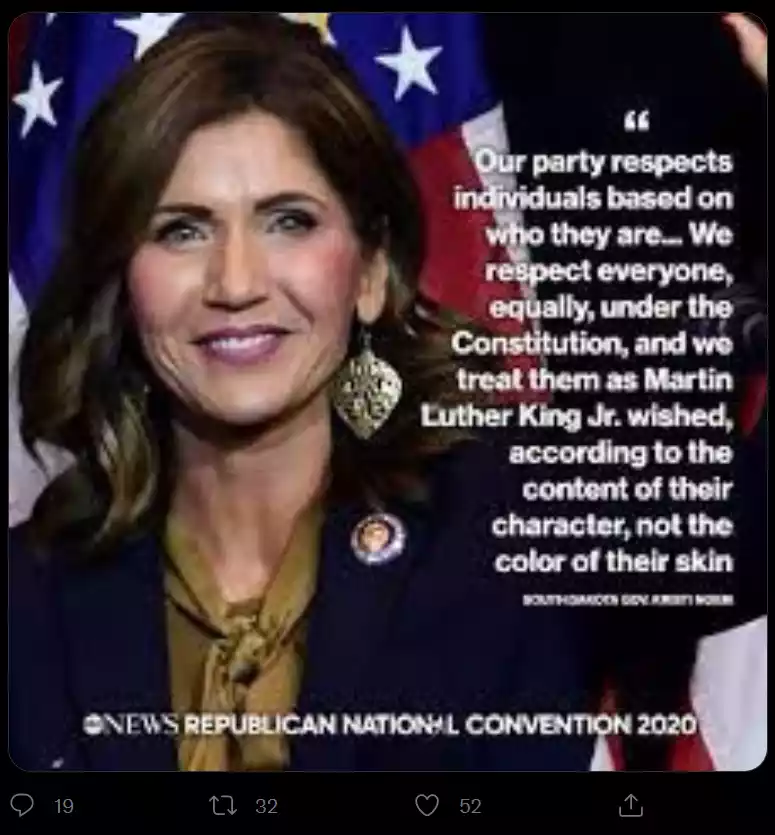 “
Our party respects
individuals based on
who they are... We
respect everyone,
equally, under the
Constitution, and we
treat them as Martin
Luther King Jr. wished,
according to the
content of their
character, not the
color of their skin
SOUTH DAKOTA GOV. KRISTI NOEM
abc NEWS REPUBLICAN NATIONAL CONVENTION 2020
19 32 52